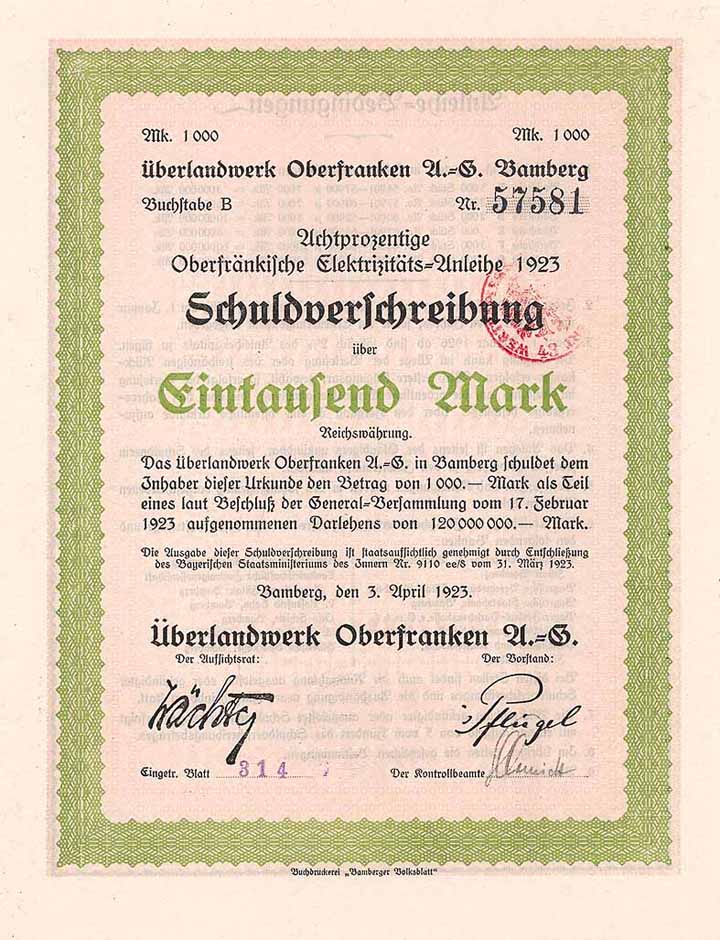 Mk. 1000 Mk. 1000
Überlandwerk Oberfranken A.=G. Bamberg
Buchstabe B Nr. 57581
Achtprozentige
Oberfränkische Elektrizitäts=Anleihe 1923
Schuldverschreibung
über
Eintausend Mark
Reichswährung.
Das Überlandwerk Oberfranken A.=G. in Bamberg schuldet dem
Inhaber dieser Urkunde den Betrag von 1000.— Mark als Teil
eines laut Beschluß der General=Versammlung vom 17. Februar
1923 aufgenommenen Darlehens von 120000000.— Mark.
Die Ausgabe dieser Schuldverschreibung ist staatsaufsichtlich genehmigt durch Entschließung
des Bayerischen Staatsministeriums des Innern Nr. 9110 ee/8 vom 31. März 1923.
Bamberg, den 3. April 1923.
Überlandwerk Oberfranken A.=G.
Der Aufsichtsrat: Der Vorstand:
Wächter Pflügel
Eingetr. Blatt 314 Der Kontrollbeamte
Buchdruckerei „Bamberger Volksblatt“